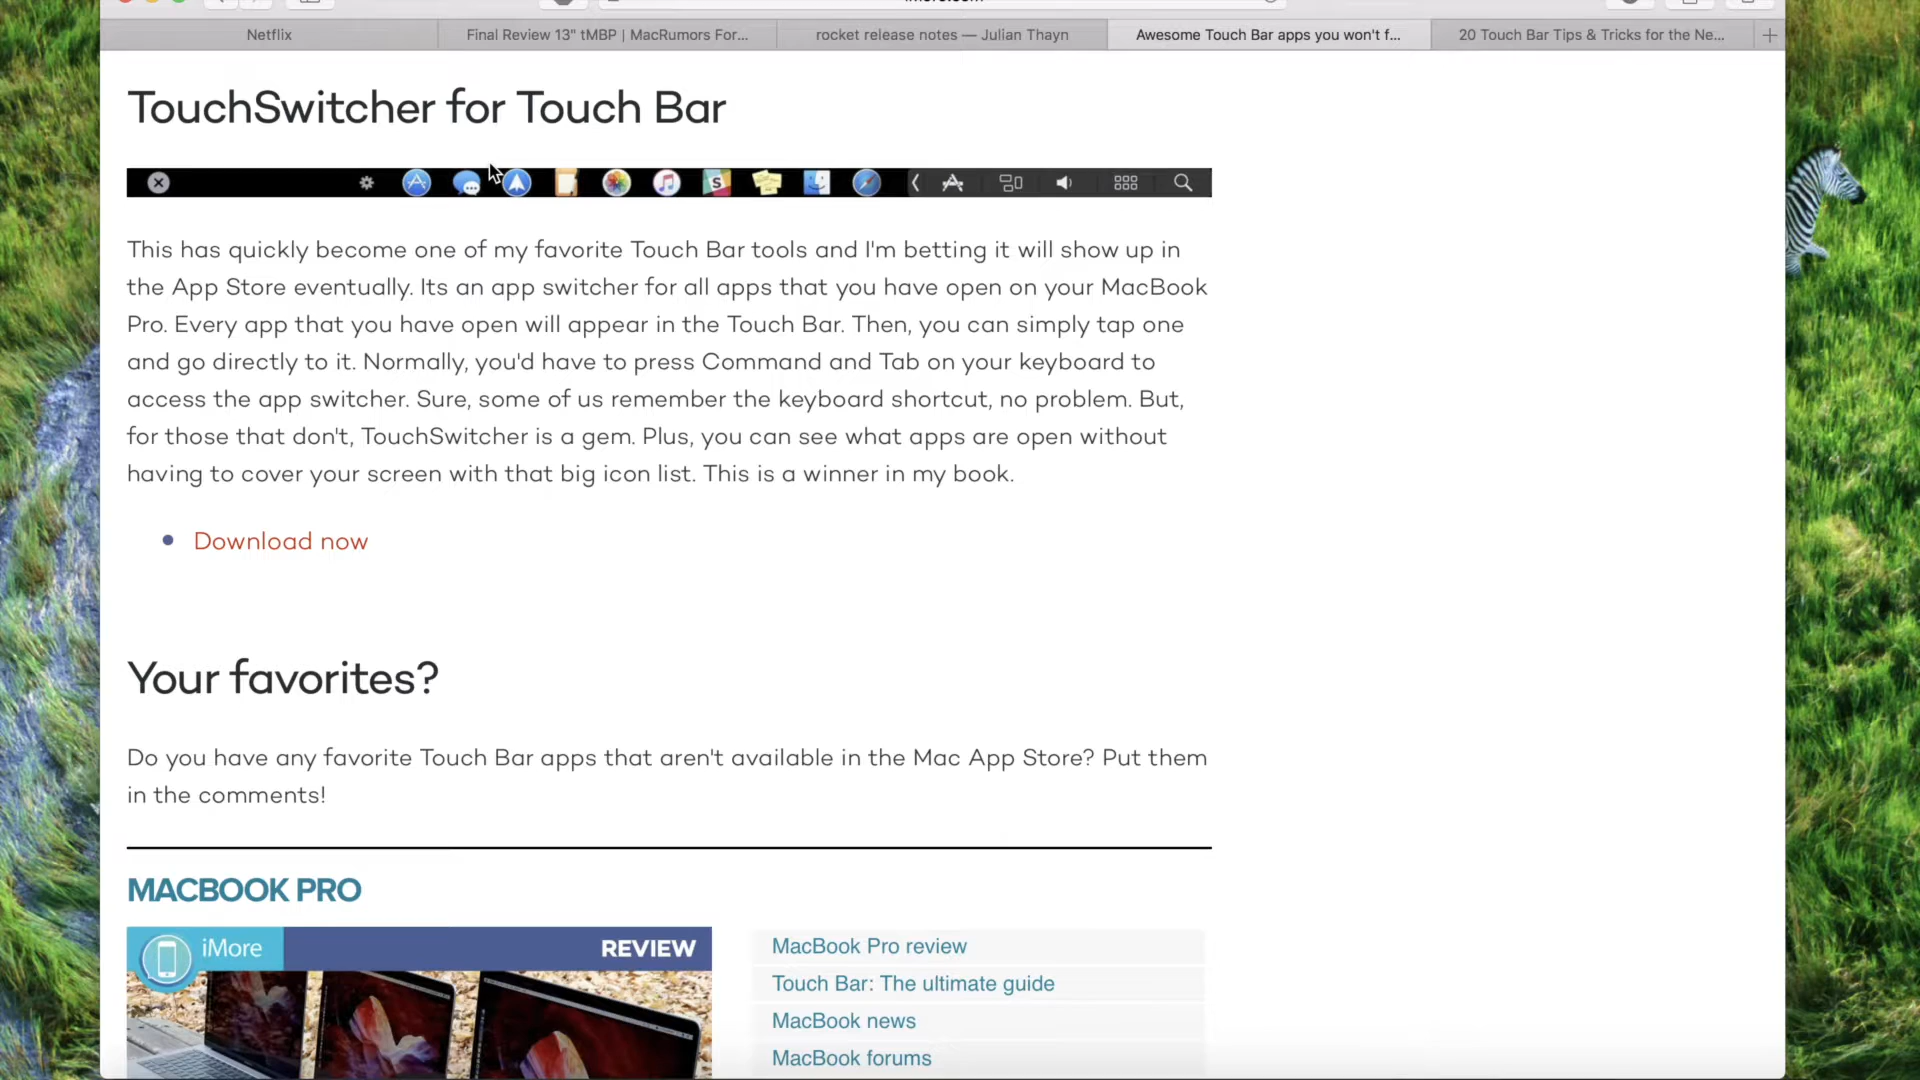 Netflix
Final Review 13" tMBP | MacRumors For...
rocket release notes — Julian Thayn
Awesome Touch Bar apps you won't f...
20 Touch Bar Tips & Tricks for the Ne...
TouchSwitcher for Touch Bar
This has quickly become one of my favorite Touch Bar tools and I'm betting it will show up in
the App Store eventually. Its an app switcher for all apps that you have open on your MacBook
Pro. Every app that you have open will appear in the Touch Bar. Then, you can simply tap one
and go directly to it. Normally, you'd have to press Command and Tab on your keyboard to
access the app switcher. Sure, some of us remember the keyboard shortcut, no problem. But,
for those that don't, TouchSwitcher is a gem. Plus, you can see what apps are open without
having to cover your screen with that big icon list. This is a winner in my book.
Download now
Your favorites?
Do you have any favorite Touch Bar apps that aren't available in the Mac App Store? Put them
in the comments!
MACBOOK PRO
iMore
REVIEW
MacBook Pro review
Touch Bar: The ultimate guide
MacBook news
MacBook forums